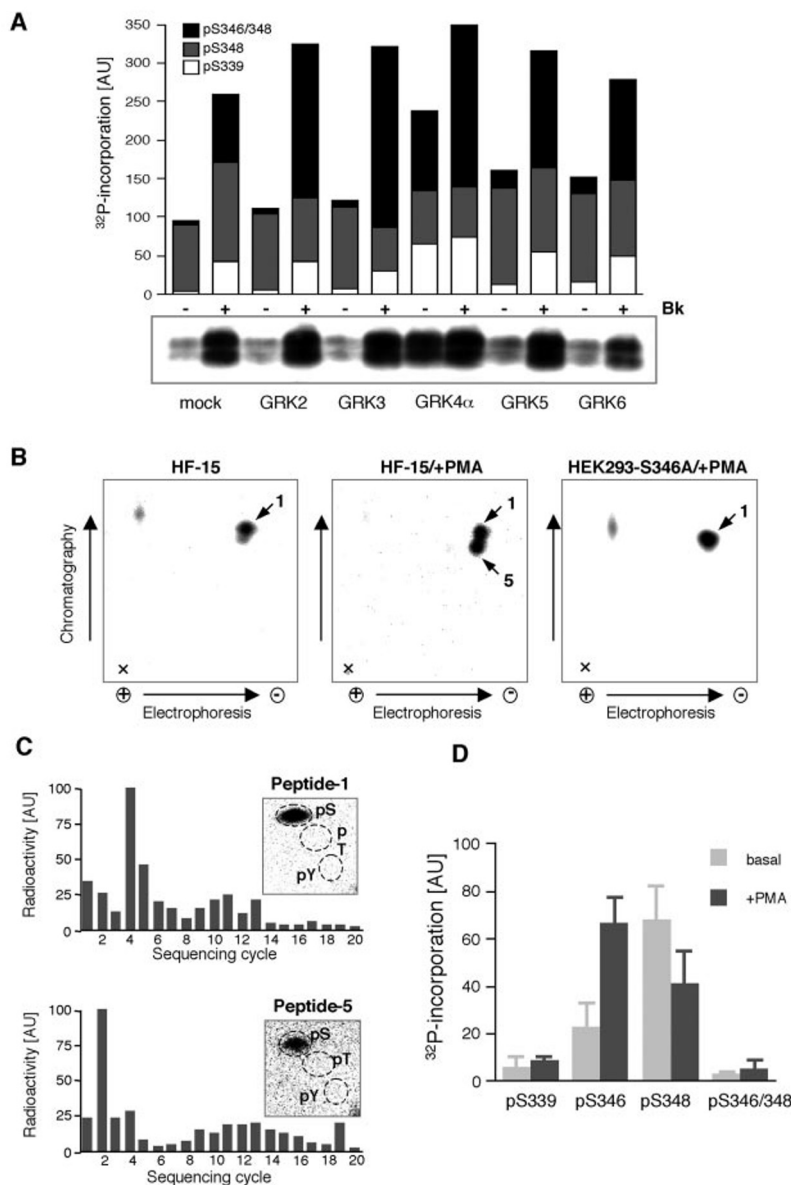 A
350
300
250
200
150
100
50
0
32P-incorporation [AU]
pS346/348
pS348
pS339
- + - + - + - + - + - + Bk
mock GRK2 GRK3 GRK4α GRK5 GRK6
B
HF-15 HF-15/+PMA HEK293-S346A/+PMA
1 1 1
5
Chromatography
× × ×
+ - + - + -
Electrophoresis Electrophoresis Electrophoresis
C
Peptide-1
100
75
50
25
0
Radioactivity [AU]
pS
p
T
pY
2 4 6 8 10 12 14 16 18 20
Sequencing cycle
Peptide-5
100
75
50
25
0
Radioactivity [AU]
pS
pT
pY
2 4 6 8 10 12 14 16 18 20
Sequencing cycle
D
100
80
60
40
20
0
32P-incorporation [AU]
basal
+PMA
pS339 pS346 pS348 pS346/348